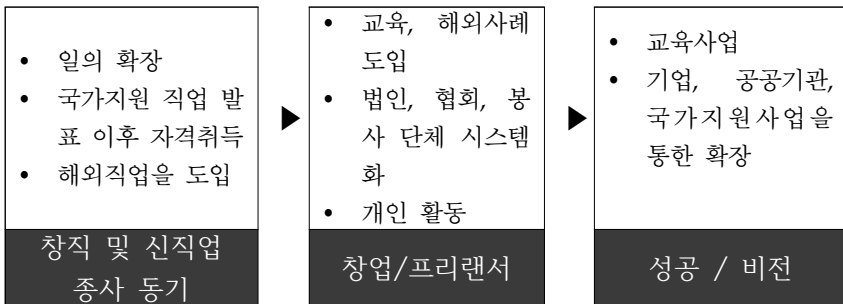 • 일의 확장
• 국가지원 직업 발
표 이후 자격취득
• 해외직업을 도입
창직 및 신직업
종사 동기
▶
• 교육, 해외사례
도입
• 법인, 협회, 봉
사 단체 시스템
화
• 개인 활동
창업/프리랜서
▶
• 교육사업
• 기업, 공공기관,
국가지원사업을
통한 확장
성공 / 비전